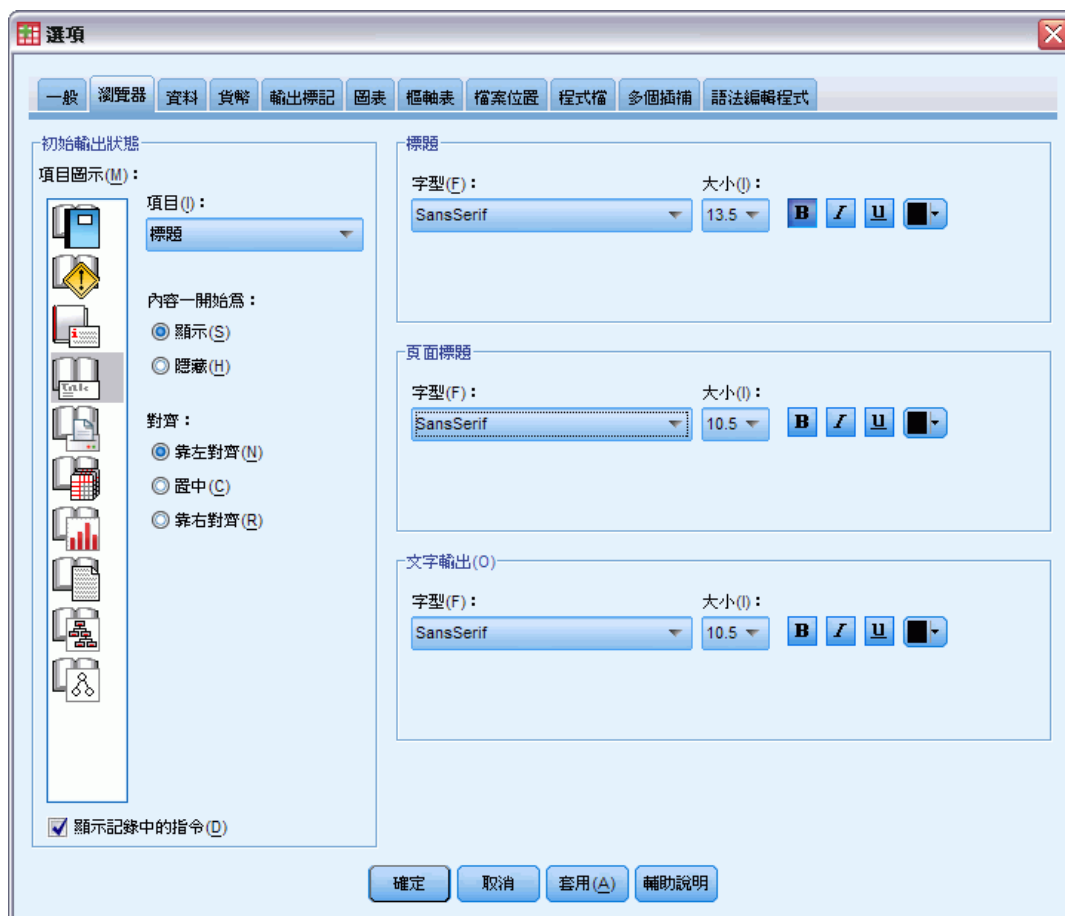 選項
一般 瀏覽器 資料 貨幣 輸出標記 圖表 樞軸表 檔案位置 程式檔 多個插補 語法編輯程式
初始輸出狀態
項目圖示(M)：
項目(I)：
標題
內容一開始為：
顯示(S)
隱藏(H)
對齊：
靠左對齊(N)
置中(C)
靠右對齊(R)
顯示記錄中的指令(D)
標題
字型(F)： 大小(I)：
SansSerif 13.5 B I U
頁面標題
字型(F)： 大小(I)：
SansSerif 10.5 B I U
文字輸出(O)
字型(F)： 大小(I)：
SansSerif 10.5 B I U
確定 取消 套用(A) 輔助說明